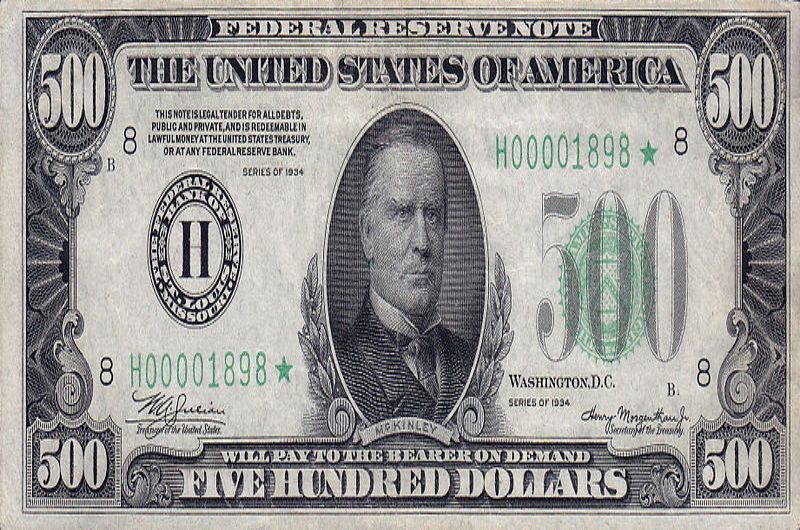 FEDERAL RESERVE NOTE
500
THE UNITED STATES OF AMERICA
500
THIS NOTE IS LEGAL TENDER FOR ALL DEBTS,
PUBLIC AND PRIVATE, AND IS REDEEMABLE IN
LAWFUL MONEY AT THE UNITED STATES TREASURY,
OR AT ANY FEDERAL RESERVE BANK.
8
B
SERIES OF 1934
H00001898 ★ 8
THE FEDERAL RESERVE
BANK OF
H
ST. LOUIS
MISSOURI
500
8 H00001898 ★
WASHINGTON, D.C.
SERIES OF 1934
B.
8
W A Julian
Treasurer of the United States.
Henry Morgenthau Jr.
Secretary of the Treasury.
McKINLEY
WILL PAY TO THE BEARER ON DEMAND
500
FIVE HUNDRED DOLLARS
500